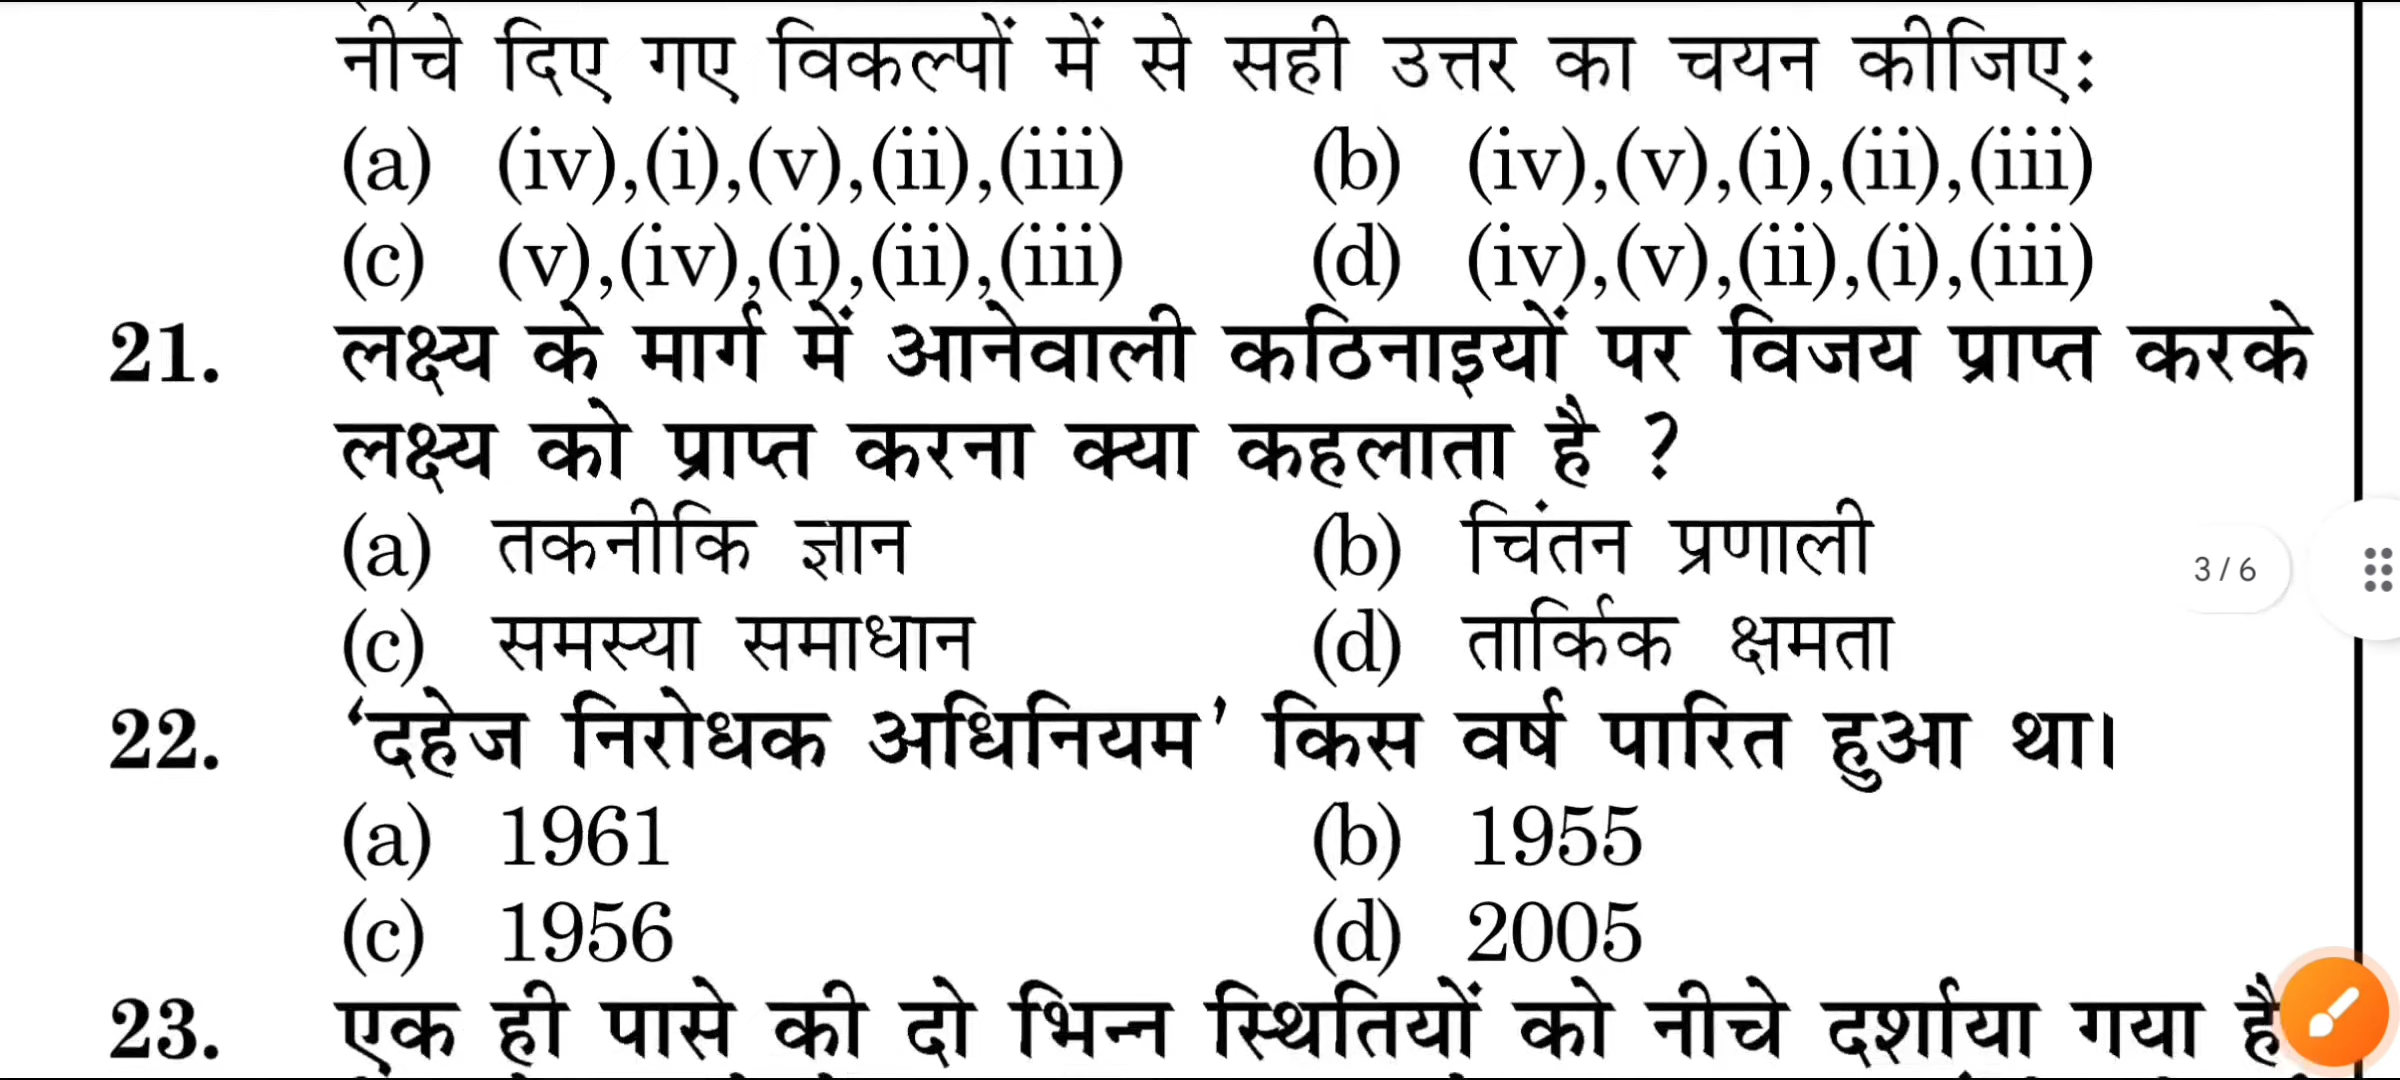 नीचे दिए गए विकल्पों में से सही उत्तर का चयन कीजिए:
(a) (iv),(i),(v),(ii),(iii) (b) (iv),(v),(i),(ii),(iii)
(c) (v),(iv),(i),(ii),(iii) (d) (iv),(v),(ii),(i),(iii)
21. लक्ष्य के मार्ग में आनेवाली कठिनाइयों पर विजय प्राप्त करके
लक्ष्य को प्राप्त करना क्या कहलाता है ?
(a) तकनीकि ज्ञान (b) चिंतन प्रणाली
3 / 6
(c) समस्या समाधान (d) तार्किक क्षमता
22. ‘दहेज निरोधक अधिनियम’ किस वर्ष पारित हुआ था।
(a) 1961 (b) 1955
(c) 1956 (d) 2005
23. एक ही पासे की दो भिन्न स्थितियों को नीचे दर्शाया गया है